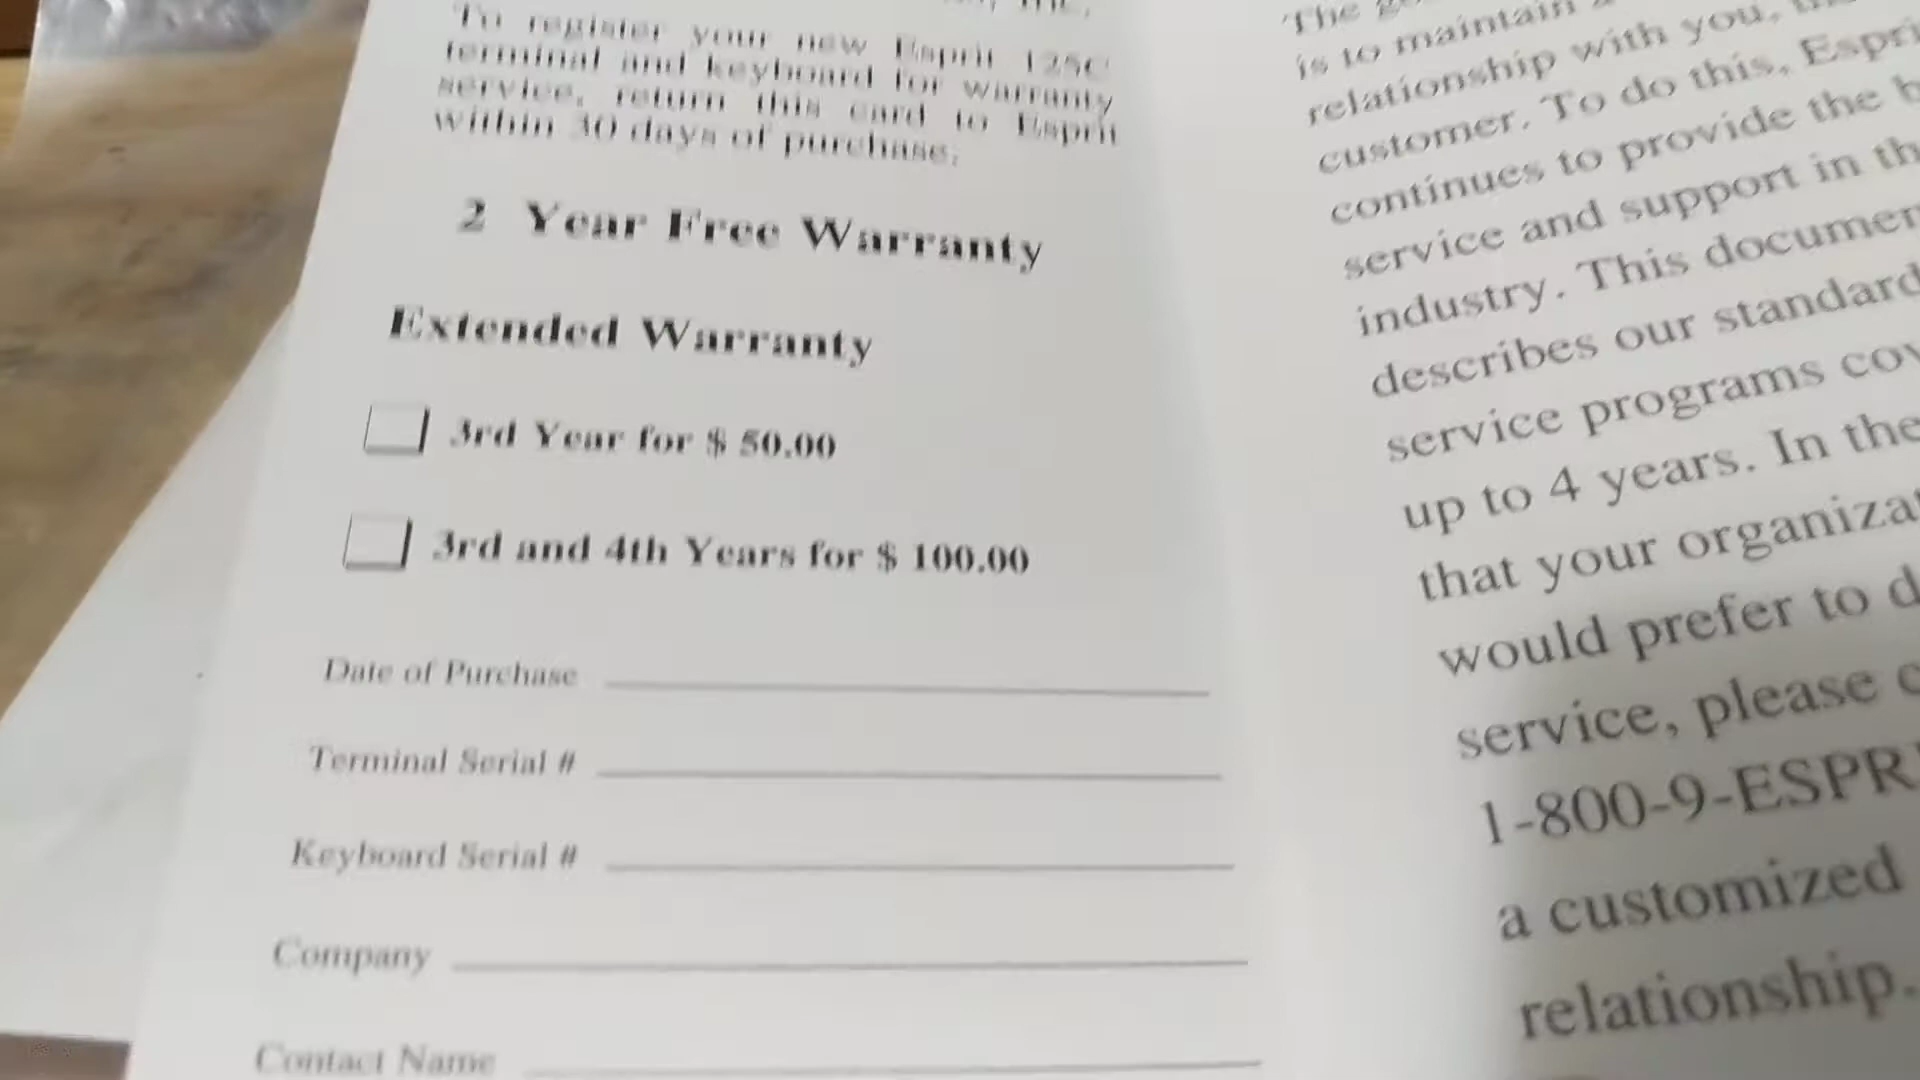 To register your new Esprit 125C
terminal and keyboard for warranty
service, return this card to Esprit
within 30 days of purchase:
2 Year Free Warranty
Extended Warranty
3rd Year for $ 50.00
3rd and 4th Years for $ 100.00
Date of Purchase
Terminal Serial #
Keyboard Serial #
Company
Contact Name
The
is to maintain
relationship with you,
customer. To do this, Espri
continues to provide the b
service and support in th
industry. This documen
describes our standard
service programs cov
up to 4 years. In the
that your organizat
would prefer to d
service, please c
1-800-9-ESPR
a customized
relationship.